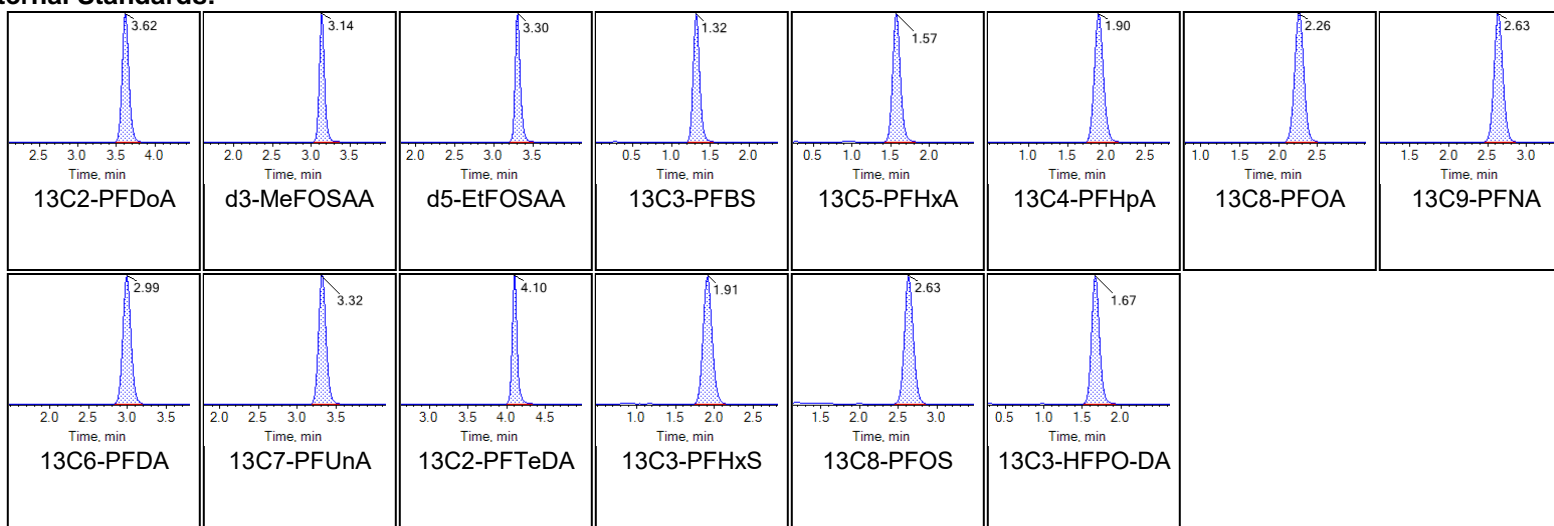 Standards:
3.62
2.5 3.0 3.5 4.0
Time, min
13C2-PFDoA
3.14
2.0 2.5 3.0 3.5
Time, min
d3-MeFOSAA
3.30
2.0 2.5 3.0 3.5
Time, min
d5-EtFOSAA
1.32
0.5 1.0 1.5 2.0
Time, min
13C3-PFBS
1.57
0.5 1.0 1.5 2.0
Time, min
13C5-PFHxA
1.90
1.0 1.5 2.0 2.5
Time, min
13C4-PFHpA
2.26
1.0 1.5 2.0 2.5
Time, min
13C8-PFOA
2.63
1.5 2.0 2.5 3.0
Time, min
13C9-PFNA
2.99
2.0 2.5 3.0 3.5
Time, min
13C6-PFDA
3.32
2.0 2.5 3.0 3.5
Time, min
13C7-PFUnA
4.10
3.0 3.5 4.0 4.5
Time, min
13C2-PFTeDA
1.91
1.0 1.5 2.0 2.5
Time, min
13C3-PFHxS
2.63
1.5 2.0 2.5 3.0
Time, min
13C8-PFOS
1.67
0.5 1.0 1.5 2.0
Time, min
13C3-HFPO-DA